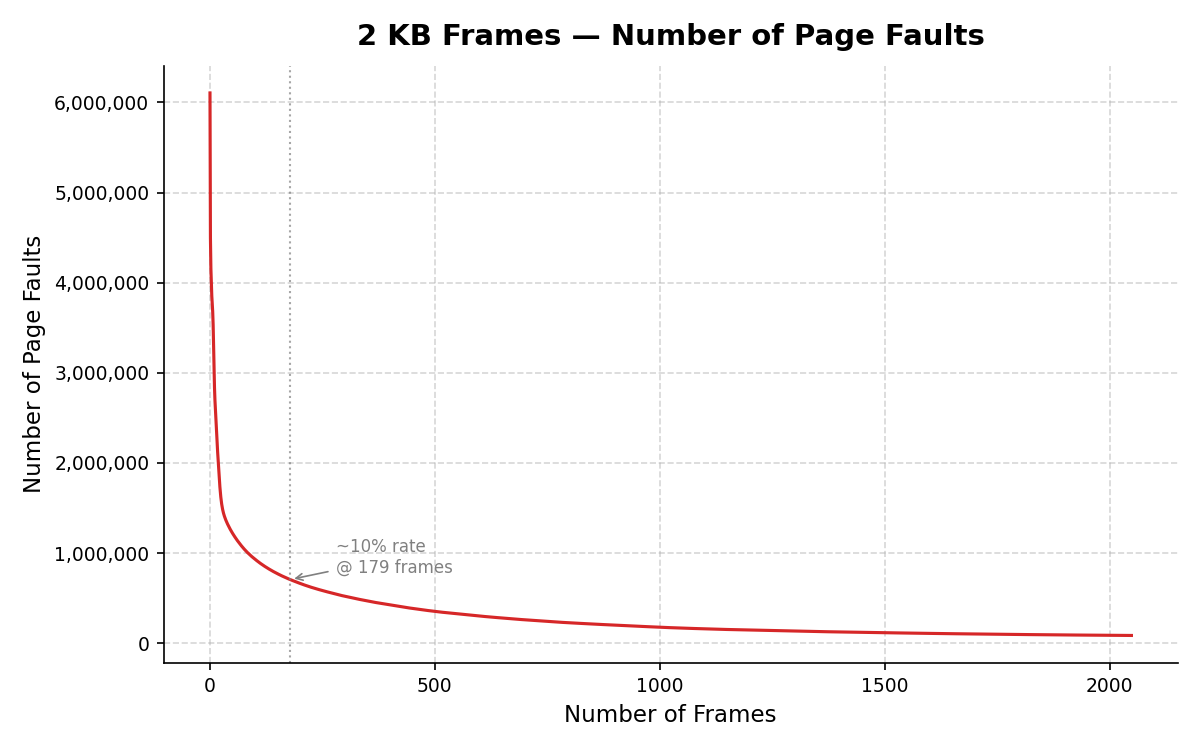 2 KB Frames — Number of Page Faults
Number of Page Faults
6,000,000
5,000,000
4,000,000
3,000,000
2,000,000
1,000,000
0
~10% rate
@ 179 frames
0
500
1000
1500
2000
Number of Frames